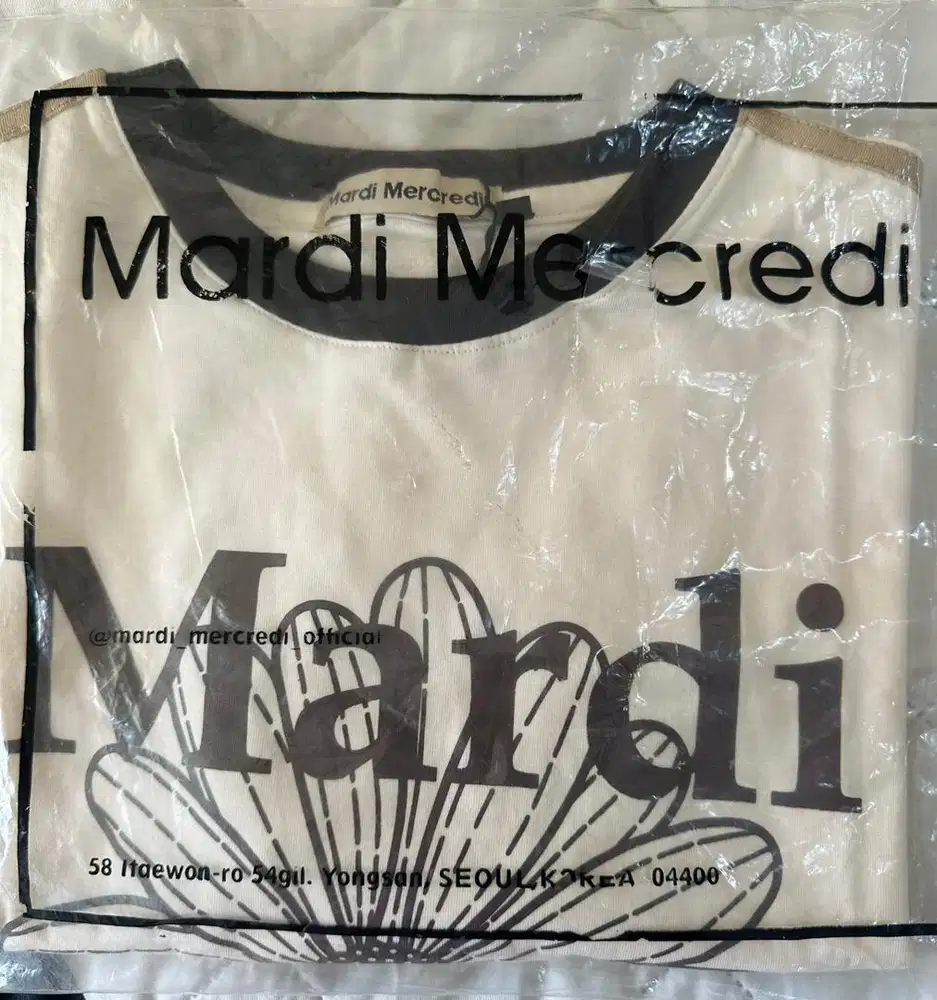 Mardi Mercredi
Mardi Mercredi
Mardi
@mardi_mercredi_official
58 Itaewon-ro 54gil. Yongsan, SEOUL, KOREA 04400